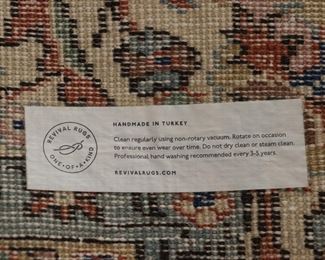 REVIVAL RUGS
ONE-OF-A-KIND
HANDMADE IN TURKEY
Clean regularly using non-rotary vacuum. Rotate on occasion
to ensure even wear over time. Do not dry clean or steam clean.
Professional hand washing recommended every 3-5 years.
REVIVALRUGS.COM